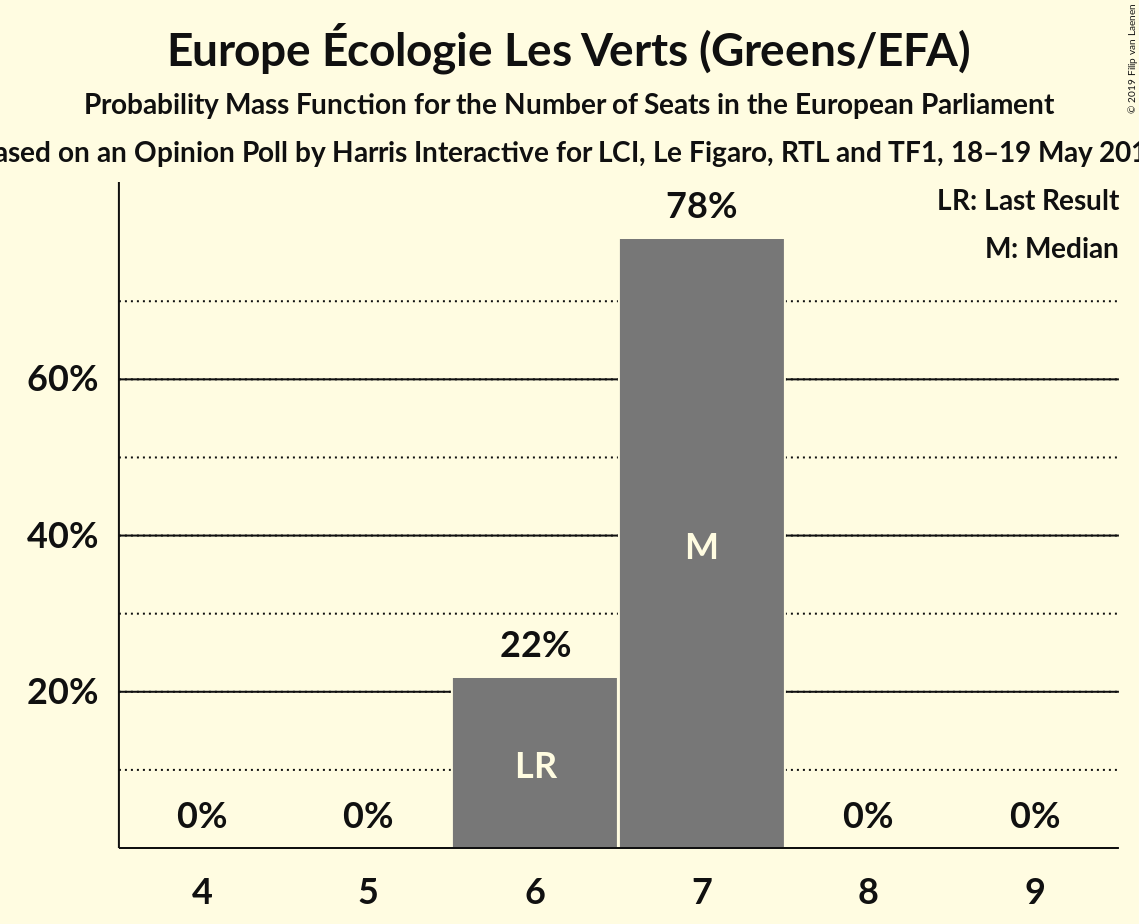 Europe Écologie Les Verts (Greens/EFA)
Probability Mass Function for the Number of Seats in the European Parliament
on an Opinion Poll by Harris Interactive for LCI, Le Figaro, RTL and TF1, 18–19 May
© 2019 Filip van Laenen
LR: Last Result
M: Median
78%
60%
M
40%
22%
20%
LR
0%
0%
0%
0%
4
5
6
7
8
9